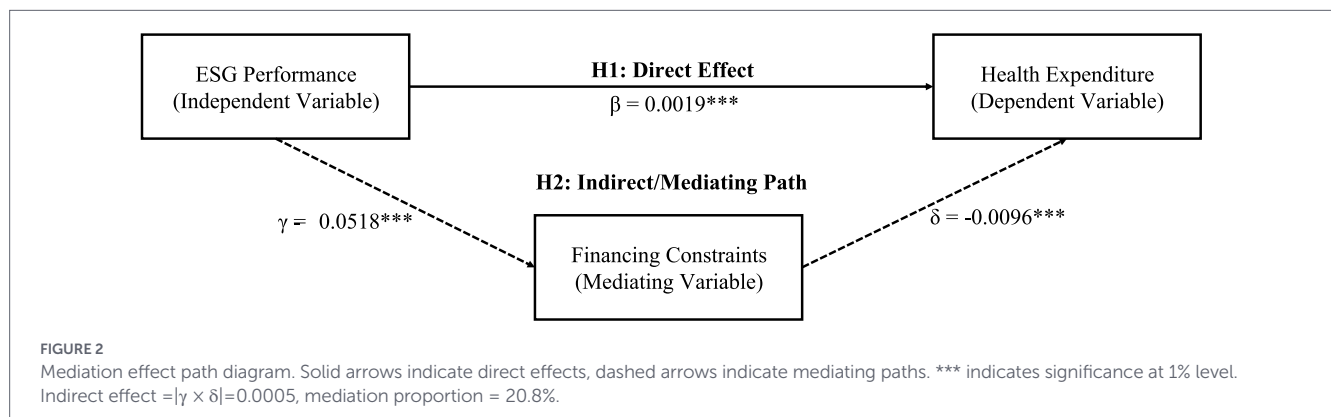 ESG Performance
(Independent Variable)
H1: Direct Effect
β = 0.0019***
Health Expenditure
(Dependent Variable)
H2: Indirect/Mediating Path
γ = 0.0518***
δ = -0.0096***
Financing Constraints
(Mediating Variable)
FIGURE 2
Mediation effect path diagram. Solid arrows indicate direct effects, dashed arrows indicate mediating paths. *** indicates significance at 1% level.
Indirect effect =|γ × δ|=0.0005, mediation proportion = 20.8%.